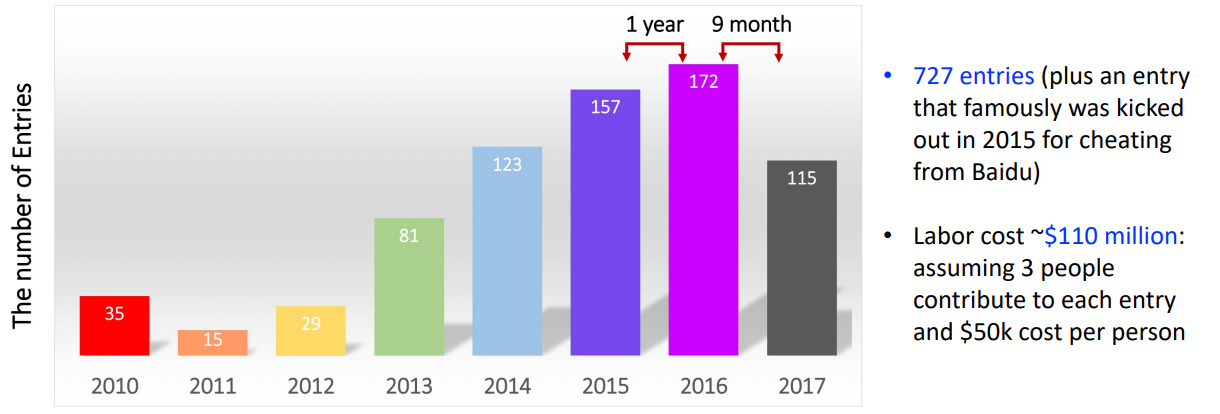 The number of Entries
1 year
9 month
35
15
29
81
123
157
172
115
2010
2011
2012
2013
2014
2015
2016
2017
• 727 entries (plus an entry
that famously was kicked
out in 2015 for cheating
from Baidu)
• Labor cost ~$110 million:
assuming 3 people
contribute to each entry
and $50k cost per person